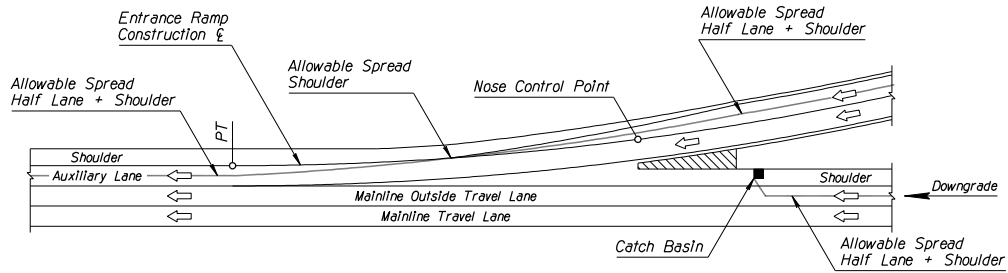 Entrance Ramp
Construction ℄
Allowable Spread
Half Lane + Shoulder
Allowable Spread
Shoulder
Allowable Spread
Half Lane + Shoulder
Nose Control Point
PT
Shoulder
Auxiliary Lane
Shoulder
Mainline Outside Travel Lane
Downgrade
Mainline Travel Lane
Catch Basin
Allowable Spread
Half Lane + Shoulder